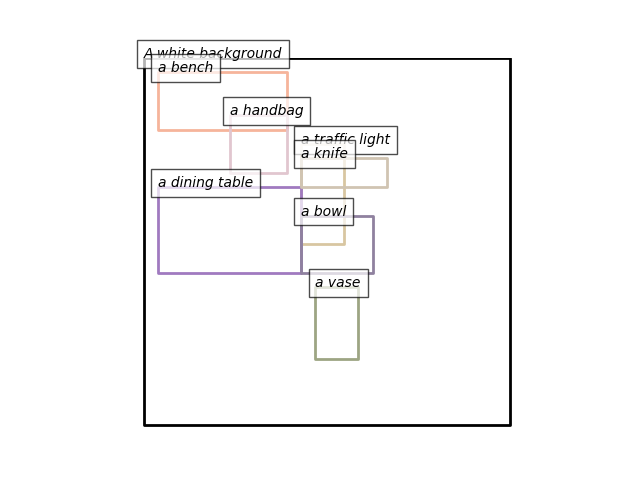 A white background
a bench
a handbag
a traffic light
a knife
a dining table
a bowl
a vase